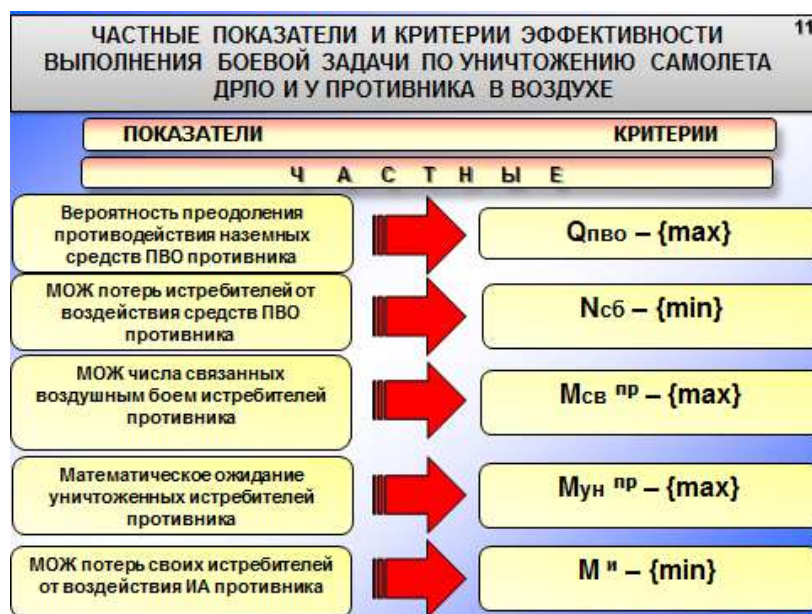 ЧАСТНЫЕ ПОКАЗАТЕЛИ И КРИТЕРИИ ЭФФЕКТИВНОСТИ
11
ВЫПОЛНЕНИЯ БОЕВОЙ ЗАДАЧИ ПО УНИЧТОЖЕНИЮ САМОЛЕТА
ДРЛО И У ПРОТИВНИКА В ВОЗДУХЕ
ПОКАЗАТЕЛИ КРИТЕРИИ
Ч А С Т Н Ы Е
Вероятность преодоления
противодействия наземных
средств ПВО противника
Qпво – {max}
МОЖ потерь истребителей от
воздействия средств ПВО
противника
Nсб – {min}
МОЖ числа связанных
воздушным боем истребителей
противника
Мсв пр – {max}
Математическое ожидание
уничтоженных истребителей
противника
Мун пр – {max}
МОЖ потерь своих истребителей
от воздействия ИА противника
М и – {min}